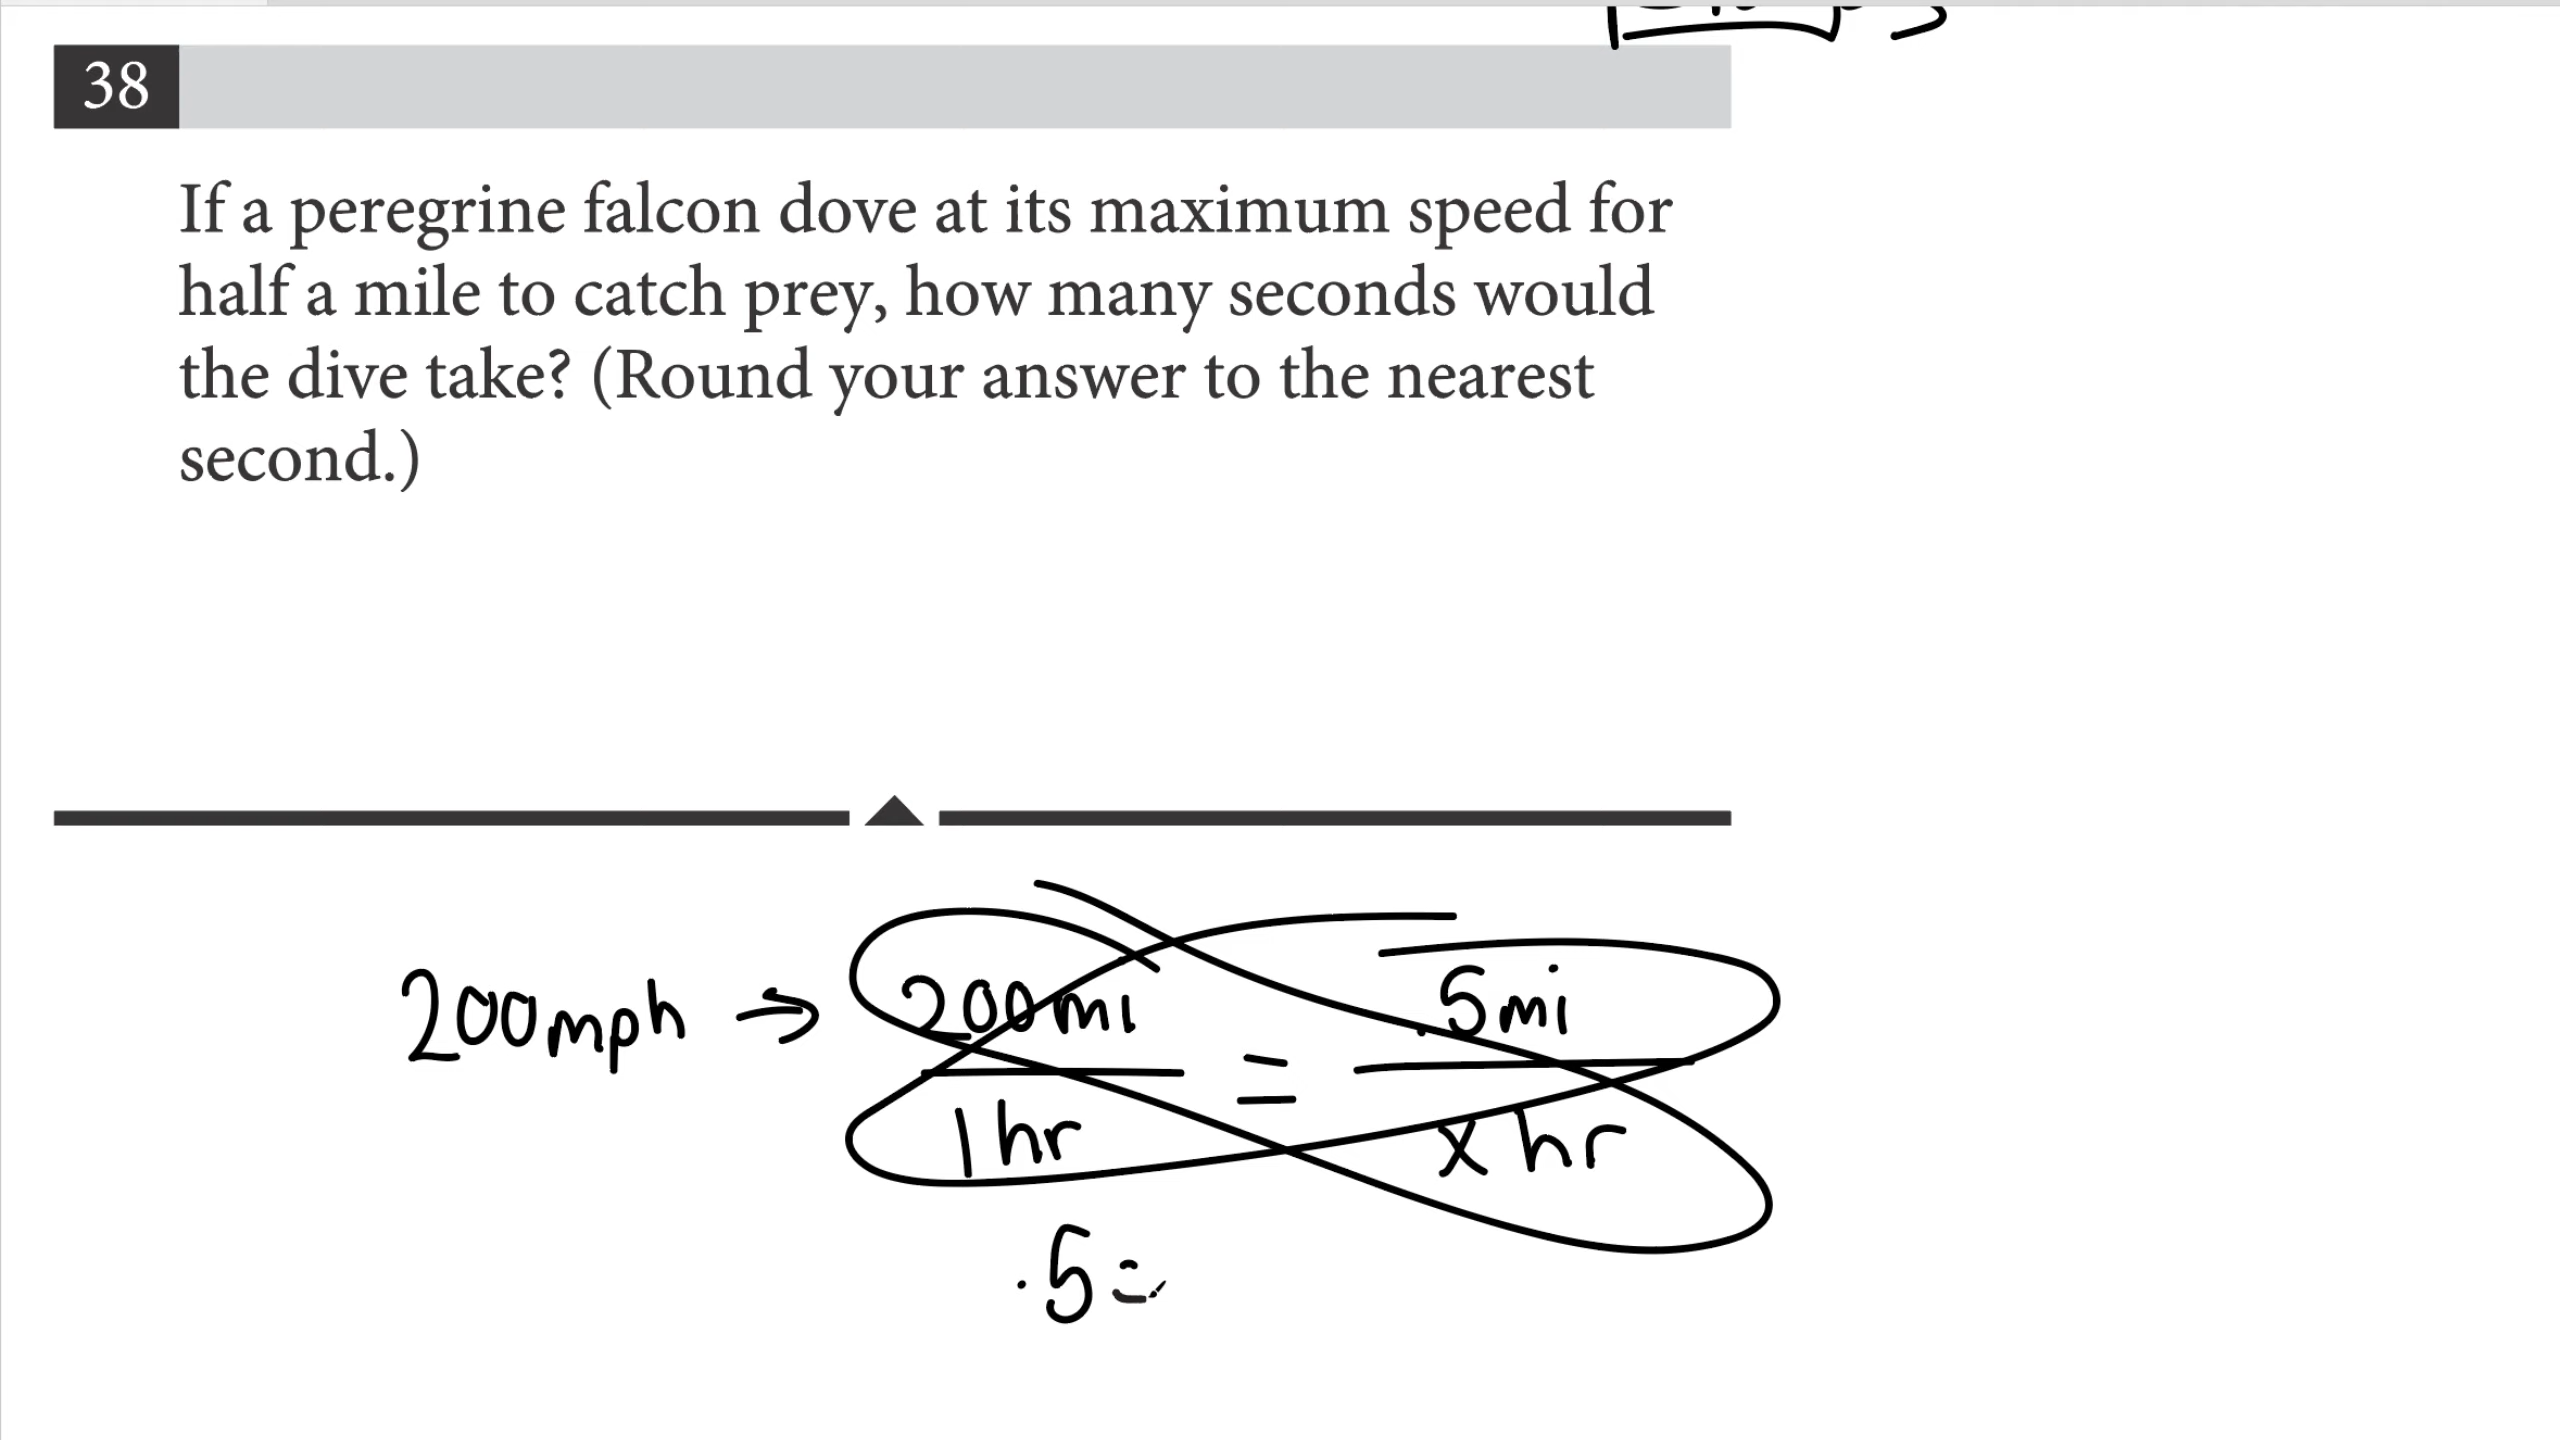 38
If a peregrine falcon dove at its maximum speed for
half a mile to catch prey, how many seconds would
the dive take? (Round your answer to the nearest
second.)
200mph → 200mi = .5mi
1hr xhr
.5=